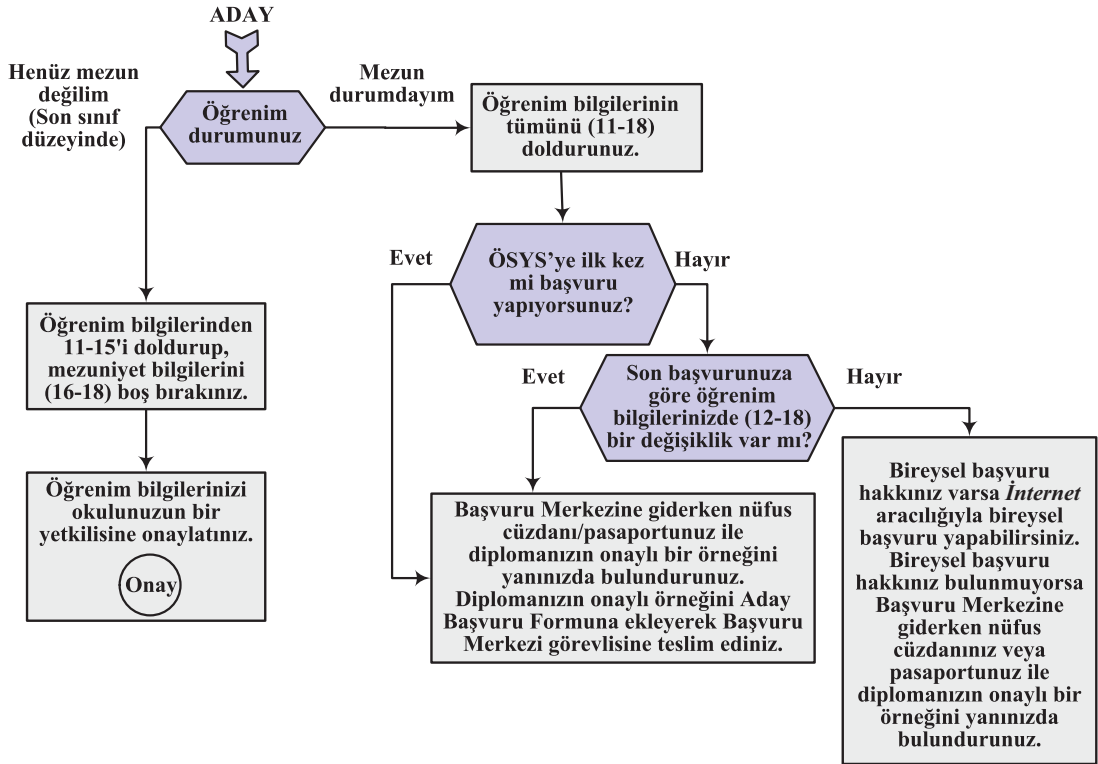 ADAY
Henüz mezun
değilim
(Son sınıf
düzeyinde)
Öğrenim
durumunuz
Mezun
durumdayım
Öğrenim bilgilerinin
tümünü (11-18)
doldurunuz.
Evet
ÖSYS’ye ilk kez
mi başvuru
yapıyorsunuz?
Hayır
Öğrenim bilgilerinden
11-15'i doldurup,
mezuniyet bilgilerini
(16-18) boş bırakınız.
Evet
Son başvurunuza
göre öğrenim
bilgilerinizde (12-18)
bir değişiklik var mı?
Hayır
Öğrenim bilgilerinizi
okulunuzun bir
yetkilisine onaylatınız.
Onay
Başvuru Merkezine giderken nüfus
cüzdanı/pasaportunuz ile
diplomanızın onaylı bir örneğini
yanınızda bulundurunuz.
Diplomanızın onaylı örneğini Aday
Başvuru Formuna ekleyerek Başvuru
Merkezi görevlisine teslim ediniz.
Bireysel başvuru
hakkınız varsa İnternet
aracılığıyla bireysel
başvuru yapabilirsiniz.
Bireysel başvuru
hakkınız bulunmuyorsa
Başvuru Merkezine
giderken nüfus
cüzdanınız veya
pasaportunuz ile
diplomanızın onaylı bir
örneğini yanınızda
bulundurunuz.